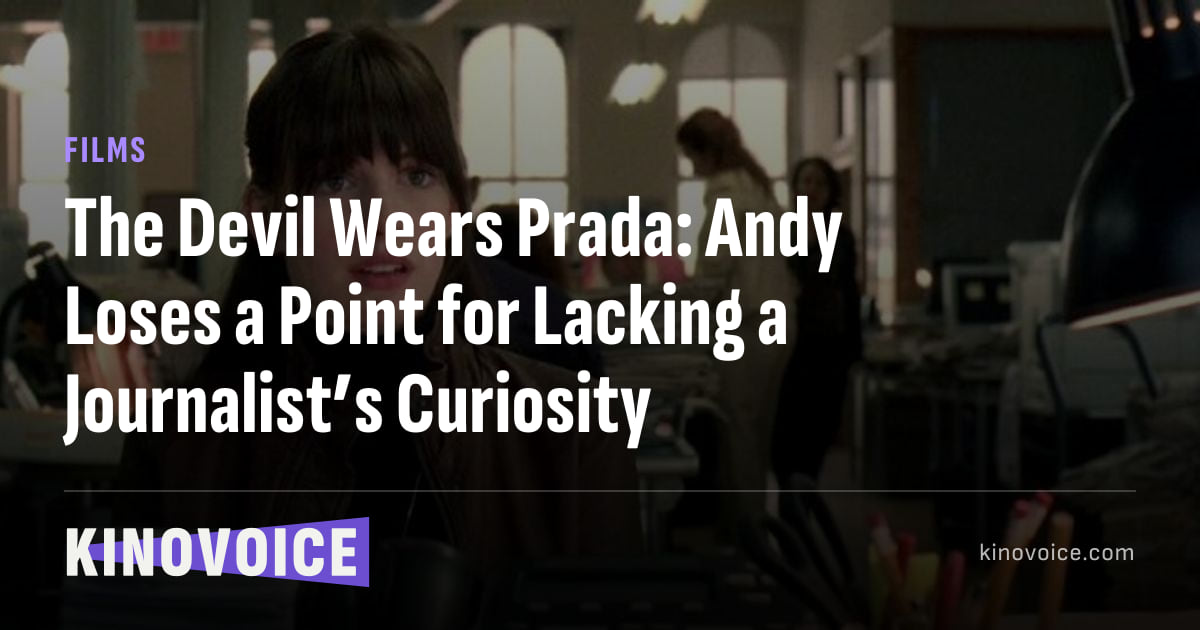 FILMS
The Devil Wears Prada: Andy
Loses a Point for Lacking a
Journalist’s Curiosity
KINOVOICE
kinovoice.com